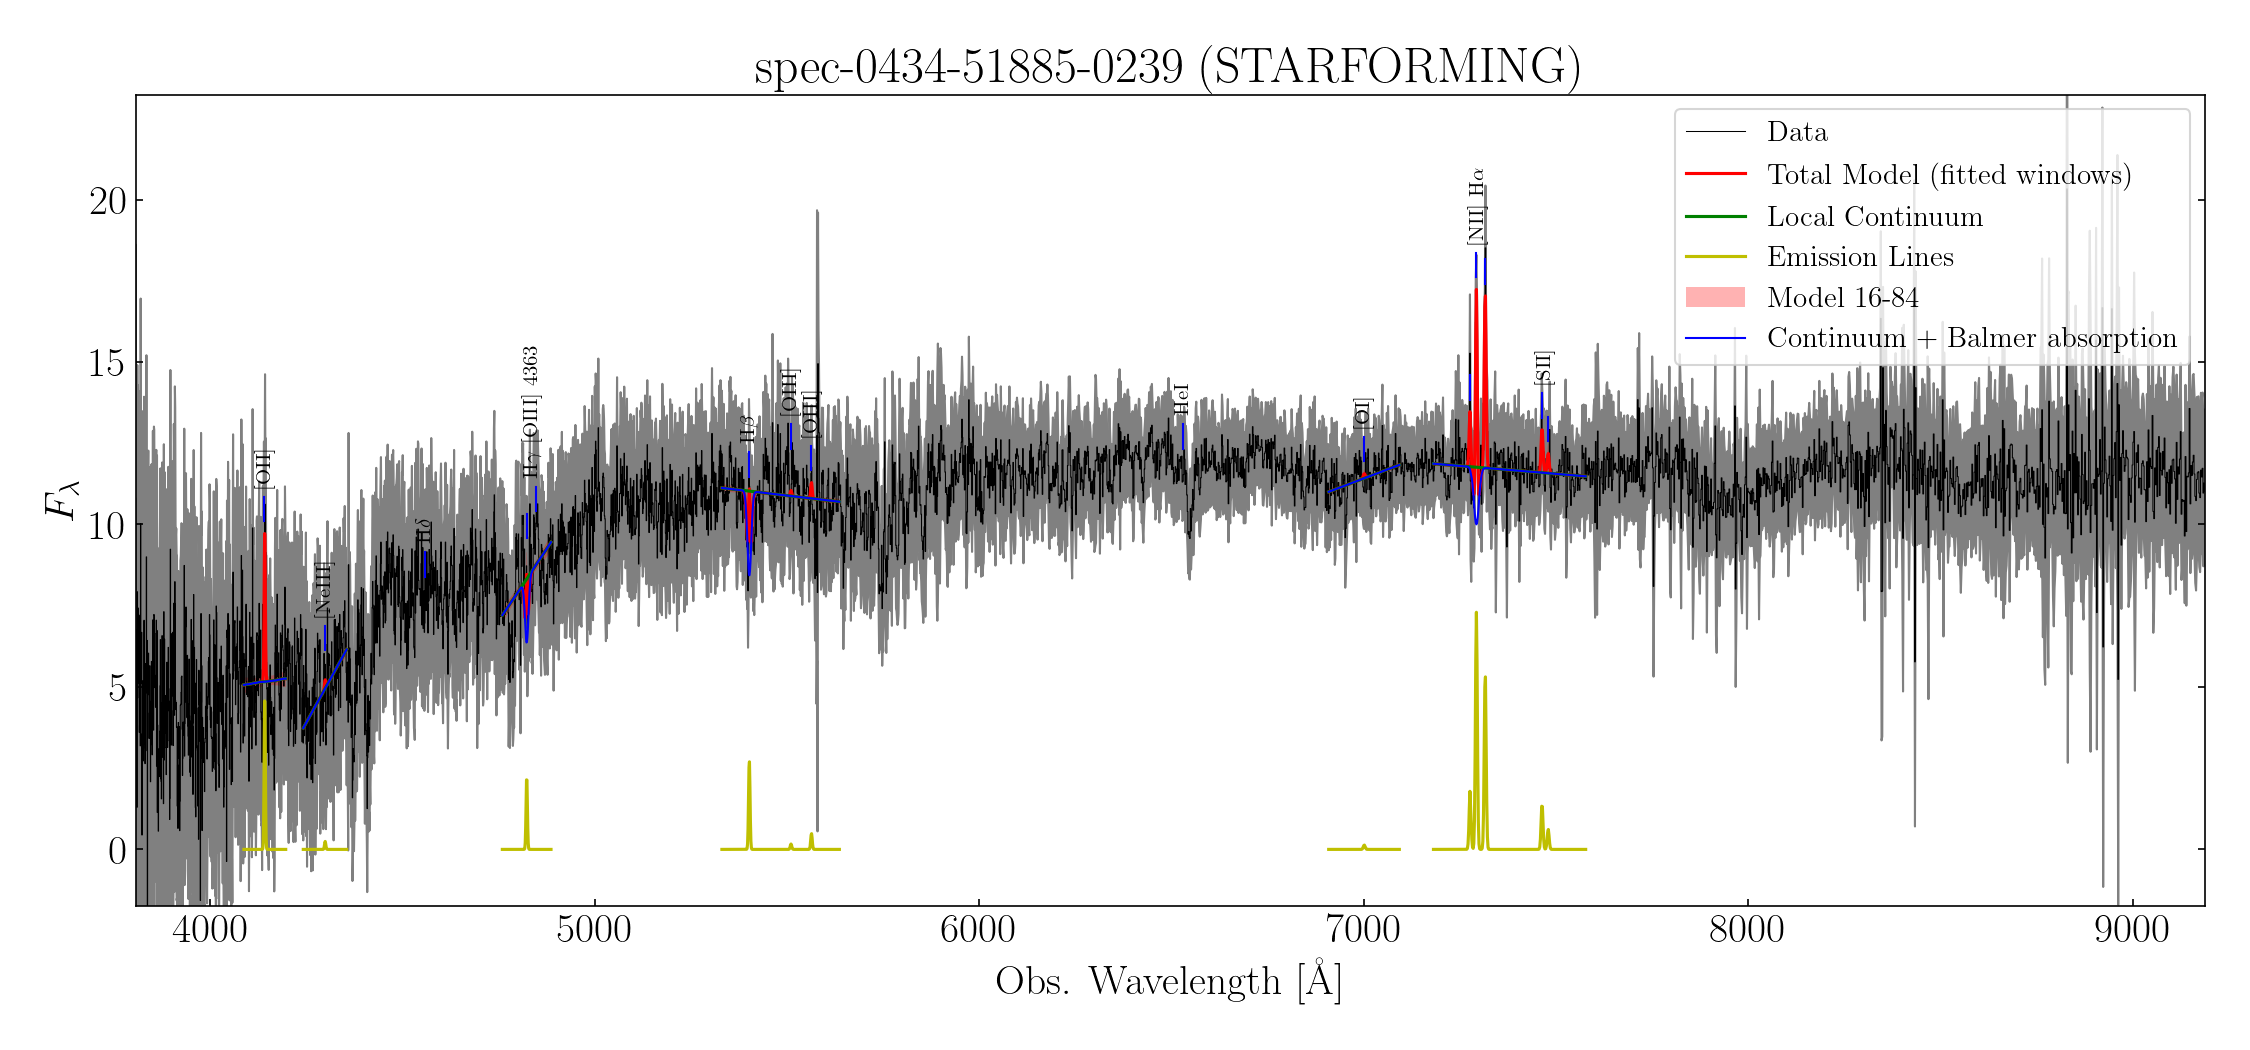 spec-0434-51885-0239 (STARFORMING)
Data
Total Model (fitted windows)
Local Continuum
Emission Lines
Model 16-84
Continuum + Balmer absorption
[OII]
[NeIII]
Hδ
Hγ [OIII] 4363
Hβ
[OIII]
[OIII]
HeI
[OI]
[NII] Hα
[SII]
20
15
10
5
0
F_λ
4000
5000
6000
7000
8000
9000
Obs. Wavelength [Å]